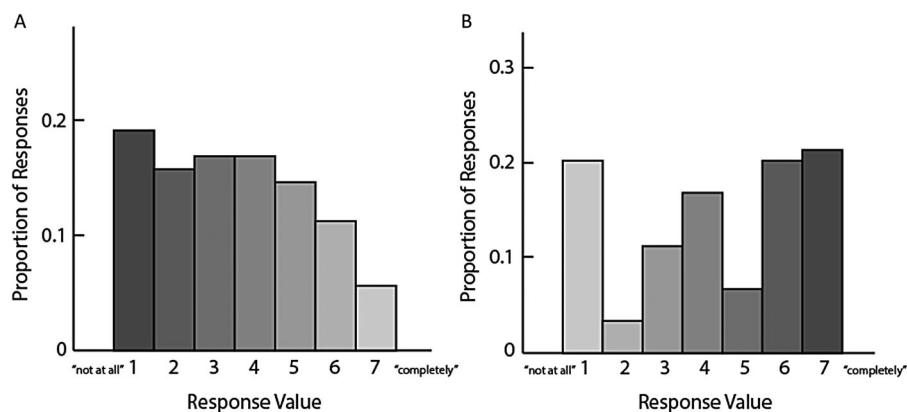 A
Proportion of Responses
0.2
0.1
0
"not at all" 1 2 3 4 5 6 7 "completely"
Response Value
B
Proportion of Responses
0.3
0.2
0.1
0
"not at all" 1 2 3 4 5 6 7 "completely"
Response Value